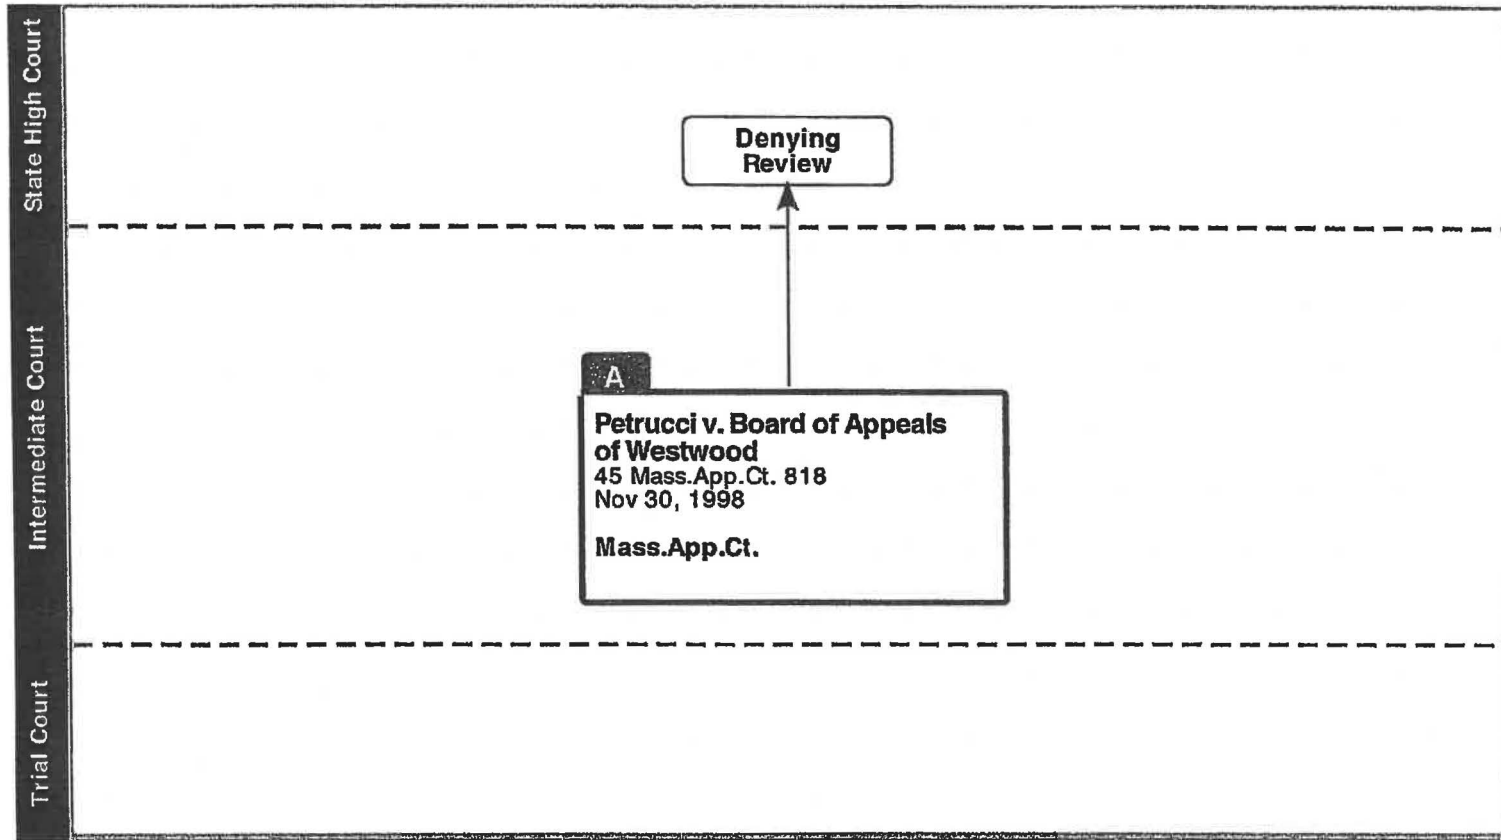 State High Court
Denying
Review
Intermediate Court
A
Petrucci v. Board of Appeals
of Westwood
45 Mass.App.Ct. 818
Nov 30, 1998
Mass.App.Ct.
Trial Court